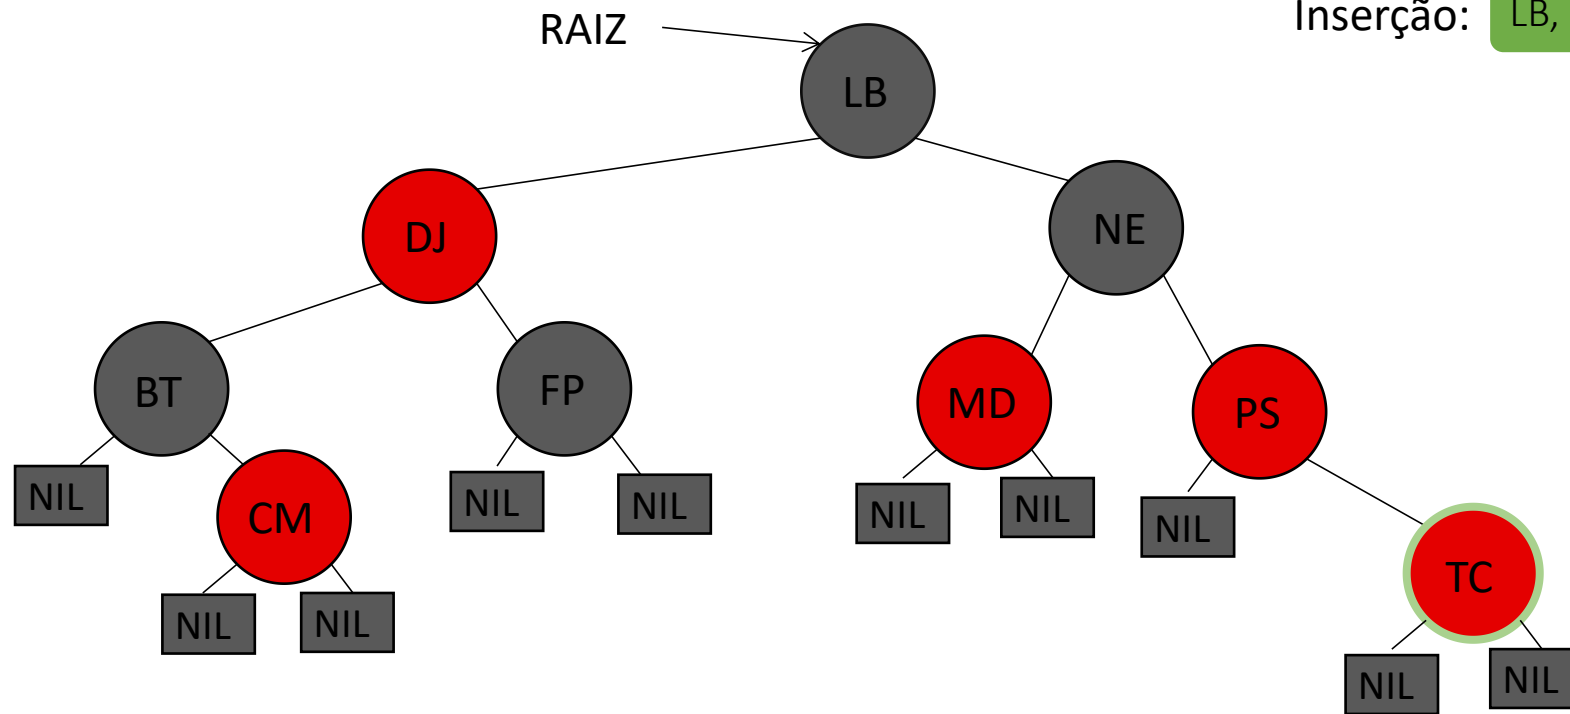 RAIZ
Inserção: LB,
LB
DJ
NE
BT
FP
MD
PS
NIL
CM
NIL
NIL
NIL
NIL
NIL
TC
NIL
NIL
NIL
NIL